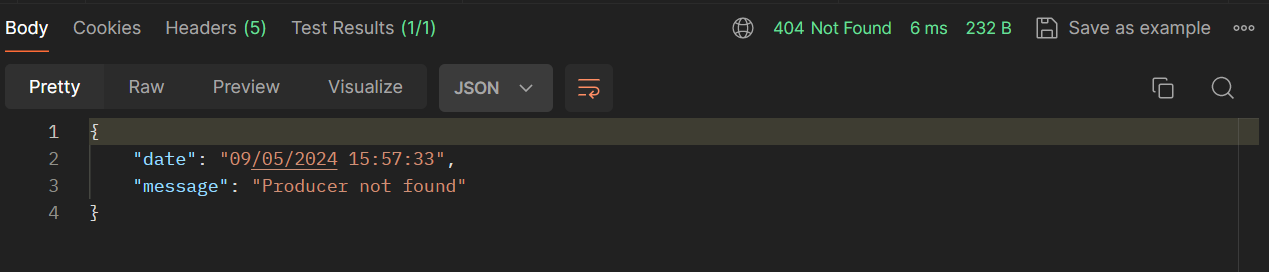 Body Cookies Headers (5) Test Results (1/1) 404 Not Found 6 ms 232 B Save as example
Pretty Raw Preview Visualize JSON
1 {
2 "date": "09/05/2024 15:57:33",
3 "message": "Producer not found"
4 }